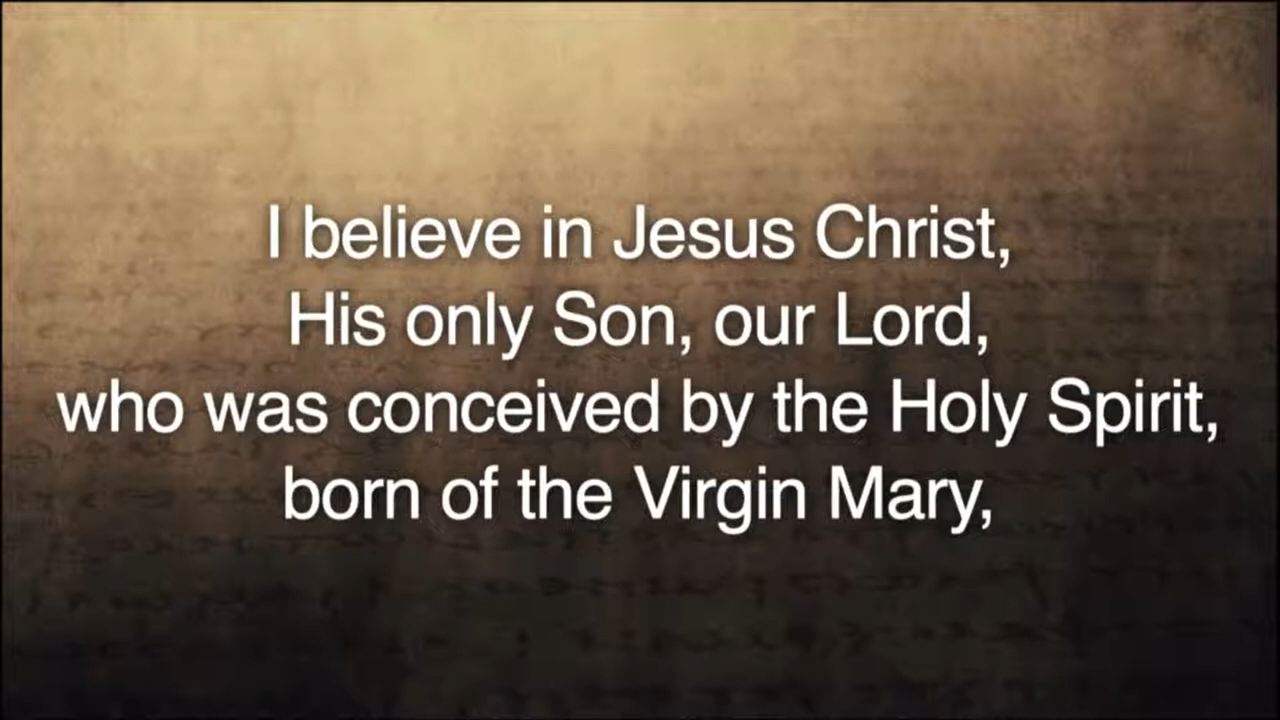 I believe in Jesus Christ,
His only Son, our Lord,
who was conceived by the Holy Spirit,
born of the Virgin Mary,